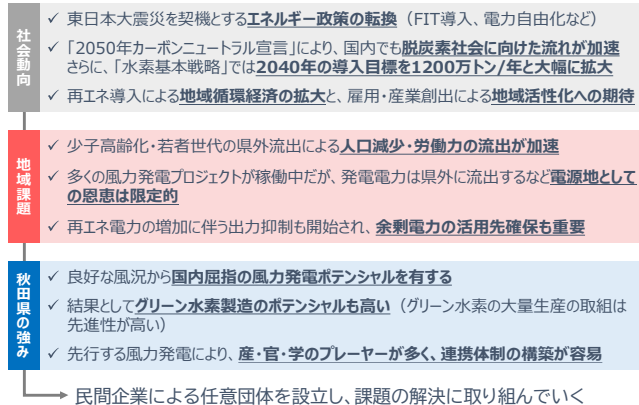 社会動向
✓ 東日本大震災を契機とするエネルギー政策の転換（FIT導入、電力自由化など）
✓ 「2050年カーボンニュートラル宣言」により、国内でも脱炭素社会に向けた流れが加速
さらに、「水素基本戦略」では2040年の導入目標を1200万トン/年と大幅に拡大
✓ 再エネ導入による地域循環経済の拡大と、雇用・産業創出による地域活性化への期待
地域課題
✓ 少子高齢化・若者世代の県外流出による人口減少・労働力の流出が加速
✓ 多くの風力発電プロジェクトが稼働中だが、発電電力は県外に流出するなど電源地として
の恩恵は限定的
✓ 再エネ電力の増加に伴う出力抑制も開始され、余剰電力の活用先確保も重要
秋田県の強み
✓ 良好な風況から国内屈指の風力発電ポテンシャルを有する
✓ 結果としてグリーン水素製造のポテンシャルも高い（グリーン水素の大量生産の取組は
先進性が高い）
✓ 先行する風力発電により、産・官・学のプレーヤーが多く、連携体制の構築が容易
民間企業による任意団体を設立し、課題の解決に取り組んでいく